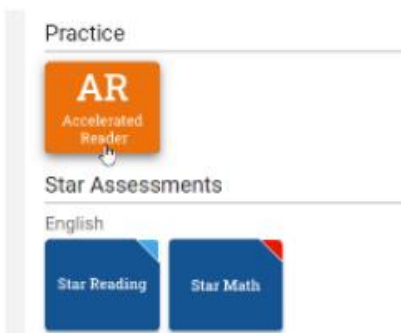 Practice
AR
Accelerated
Reader
Star Assessments
English
Star Reading
Star Math